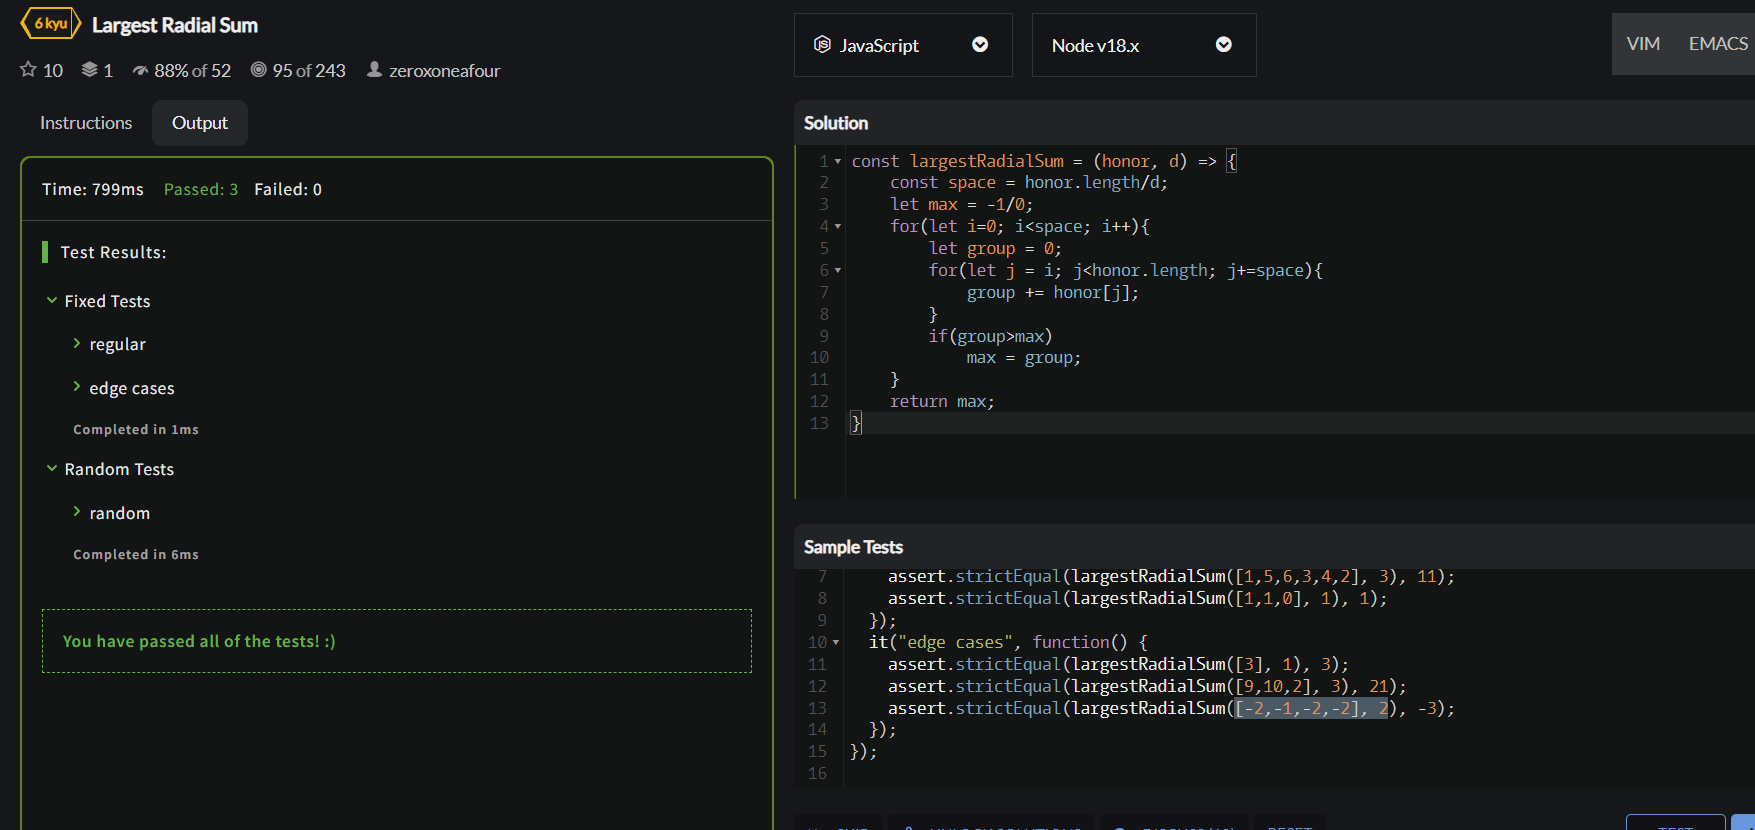 6 kyu Largest Radial Sum
10 1 88% of 52 95 of 243 zeroxoneafour
Instructions Output
Time: 799ms Passed: 3 Failed: 0
Test Results:
Fixed Tests
regular
edge cases
Completed in 1ms
Random Tests
random
Completed in 6ms
You have passed all of the tests! :)
JavaScript Node v18.x VIM EMACS
Solution
1 const largestRadialSum = (honor, d) => {
2 const space = honor.length/d;
3 let max = -1/0;
4 for(let i=0; i<space; i++){
5 let group = 0;
6 for(let j = i; j<honor.length; j+=space){
7 group += honor[j];
8 }
9 if(group>max)
10 max = group;
11 }
12 return max;
13 }
Sample Tests
7 assert.strictEqual(largestRadialSum([1,5,6,3,4,2], 3), 11);
8 assert.strictEqual(largestRadialSum([1,1,0], 1), 1);
9 });
10 it("edge cases", function() {
11 assert.strictEqual(largestRadialSum([3], 1), 3);
12 assert.strictEqual(largestRadialSum([9,10,2], 3), 21);
13 assert.strictEqual(largestRadialSum([-2,-1,-2,-2], 2), -3);
14 });
15 });
16